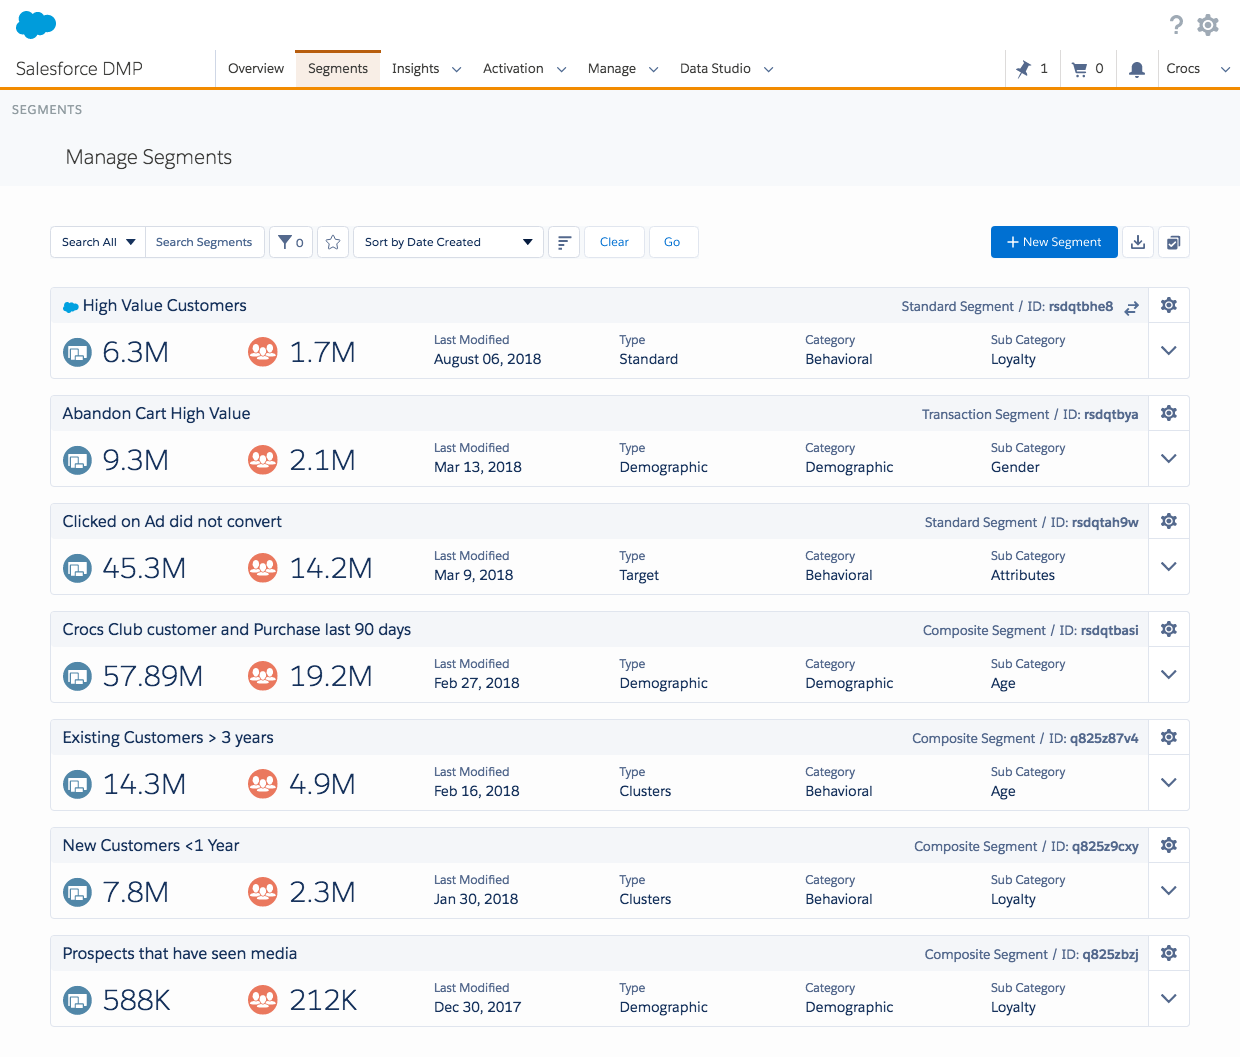 ?
Salesforce DMP
Overview
Segments
Insights
Activation
Manage
Data Studio
1
0
Crocs
SEGMENTS
Manage Segments
Search All
Search Segments
0
Sort by Date Created
Clear
Go
+ New Segment
High Value Customers
Standard Segment / ID: rsdqtbhe8
6.3M
1.7M
Last Modified
August 06, 2018
Type
Standard
Category
Behavioral
Sub Category
Loyalty
Abandon Cart High Value
Transaction Segment / ID: rsdqtbya
9.3M
2.1M
Last Modified
Mar 13, 2018
Type
Demographic
Category
Demographic
Sub Category
Gender
Clicked on Ad did not convert
Standard Segment / ID: rsdqtah9w
45.3M
14.2M
Last Modified
Mar 9, 2018
Type
Target
Category
Behavioral
Sub Category
Attributes
Crocs Club customer and Purchase last 90 days
Composite Segment / ID: rsdqtbasi
57.89M
19.2M
Last Modified
Feb 27, 2018
Type
Demographic
Category
Demographic
Sub Category
Age
Existing Customers > 3 years
Composite Segment / ID: q825z87v4
14.3M
4.9M
Last Modified
Feb 16, 2018
Type
Clusters
Category
Behavioral
Sub Category
Age
New Customers <1 Year
Composite Segment / ID: q825z9cxy
7.8M
2.3M
Last Modified
Jan 30, 2018
Type
Clusters
Category
Behavioral
Sub Category
Loyalty
Prospects that have seen media
Composite Segment / ID: q825zbzj
588K
212K
Last Modified
Dec 30, 2017
Type
Demographic
Category
Demographic
Sub Category
Loyalty